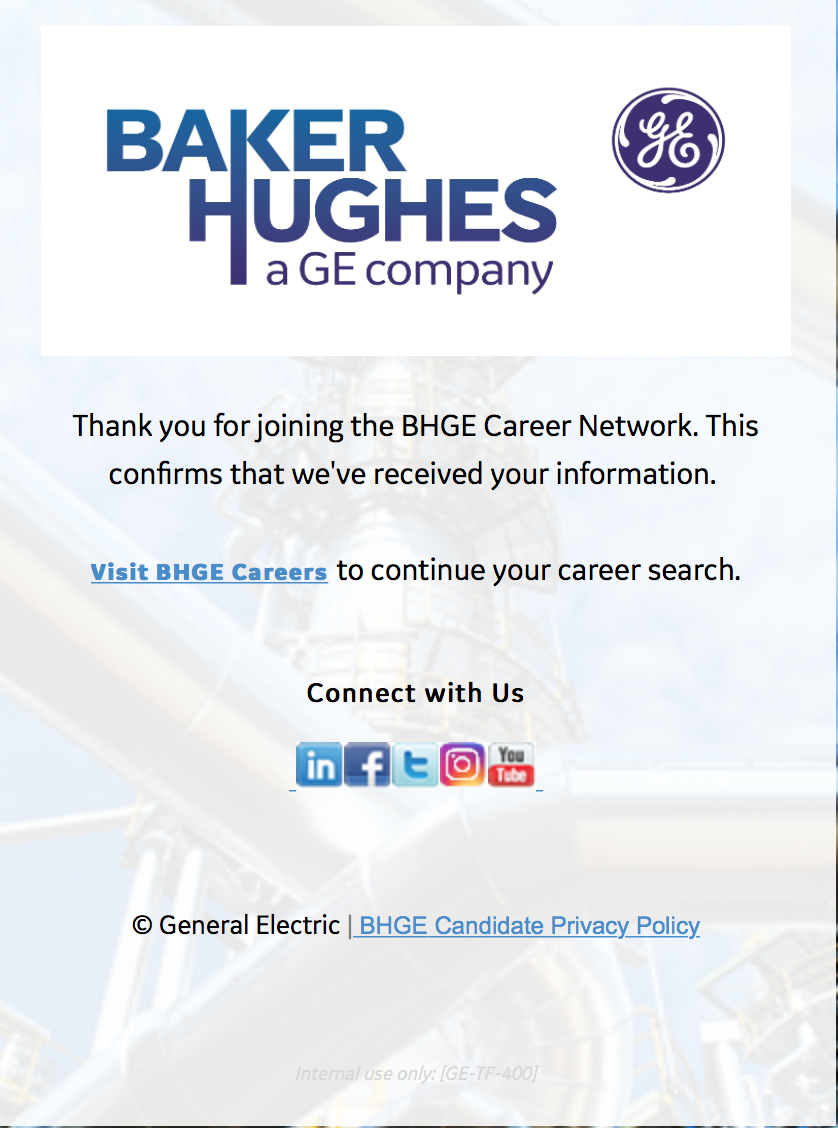 BAKER
HUGHES
a GE company
GE
Thank you for joining the BHGE Career Network. This
confirms that we've received your information.
Visit BHGE Careers to continue your career search.
Connect with Us
in f t You Tube
© General Electric | BHGE Candidate Privacy Policy
Internal use only: [GE-TF-400]